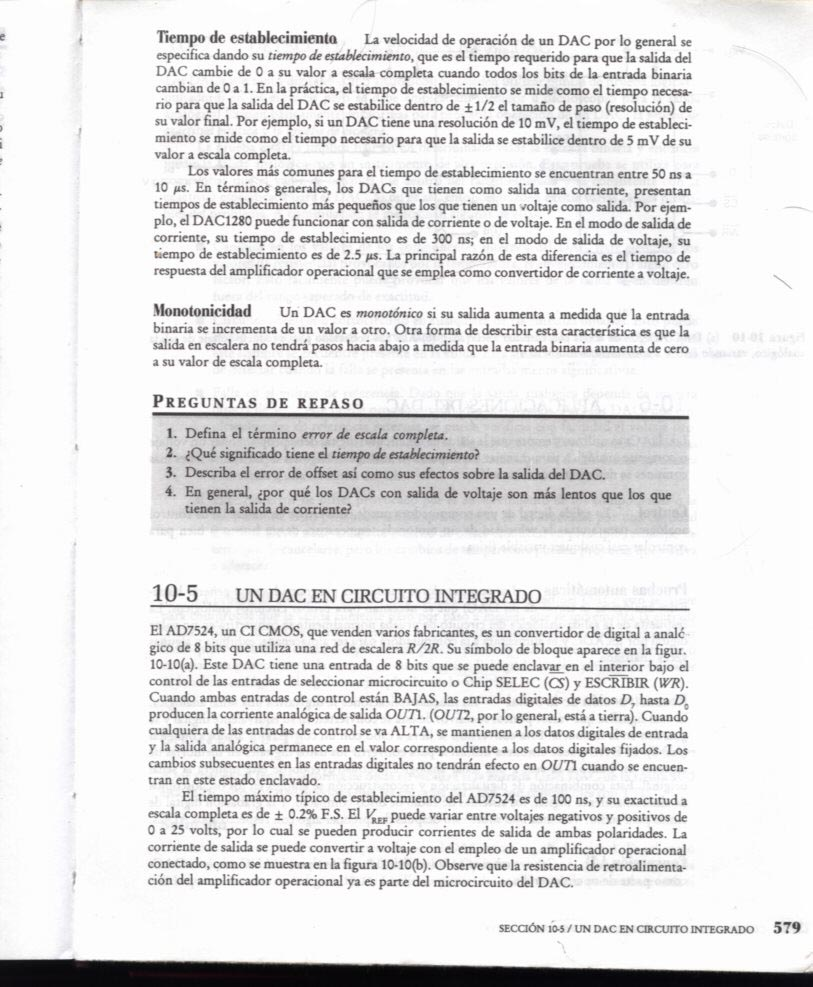 Tiempo de establecimiento La velocidad de operación de un DAC por lo general se
especifica dando su tiempo de establecimiento, que es el tiempo requerido para que la salida del
DAC cambie de 0 a su valor a escala completa cuando todos los bits de la entrada binaria
cambian de 0 a 1. En la práctica, el tiempo de establecimiento se mide como el tiempo necesa-
rio para que la salida del DAC se estabilice dentro de ± 1/2 el tamaño de paso (resolución) de
su valor final. Por ejemplo, si un DAC tiene una resolución de 10 mV, el tiempo de estableci-
miento se mide como el tiempo necesario para que la salida se estabilice dentro de 5 mV de su
valor a escala completa.
Los valores más comunes para el tiempo de establecimiento se encuentran entre 50 ns a
10 µs. En términos generales, los DACs que tienen como salida una corriente, presentan
tiempos de establecimiento más pequeños que los que tienen un voltaje como salida. Por ejem-
plo, el DAC1280 puede funcionar con salida de corriente o de voltaje. En el modo de salida de
corriente, su tiempo de establecimiento es de 300 ns; en el modo de salida de voltaje, su
tiempo de establecimiento es de 2.5 µs. La principal razón de esta diferencia es el tiempo de
respuesta del amplificador operacional que se emplea como convertidor de corriente a voltaje.
Monotonicidad Un DAC es monotónico si su salida aumenta a medida que la entrada
binaria se incrementa de un valor a otro. Otra forma de describir esta característica es que la
salida en escalera no tendrá pasos hacia abajo a medida que la entrada binaria aumenta de cero
a su valor de escala completa.
PREGUNTAS DE REPASO
1. Defina el término error de escala completa.
2. ¿Qué significado tiene el tiempo de establecimiento?
3. Describa el error de offset así como sus efectos sobre la salida del DAC.
4. En general, ¿por qué los DACs con salida de voltaje son más lentos que los que
tienen la salida de corriente?
10-5 UN DAC EN CIRCUITO INTEGRADO
El AD7524, un CI CMOS, que venden varios fabricantes, es un convertidor de digital a analó
gico de 8 bits que utiliza una red de escalera R/2R. Su símbolo de bloque aparece en la figur.
10-10(a). Este DAC tiene una entrada de 8 bits que se puede enclavar en el interior bajo el
control de las entradas de seleccionar microcircuito o Chip SELEC (C̅S̅) y ESCRIBIR (W̅R̅).
Cuando ambas entradas de control están BAJAS, las entradas digitales de datos D₇ hasta D₀
producen la corriente analógica de salida OUT1. (OUT2, por lo general, está a tierra). Cuando
cualquiera de las entradas de control se va ALTA, se mantienen a los datos digitales de entrada
y la salida analógica permanece en el valor correspondiente a los datos digitales fijados. Los
cambios subsecuentes en las entradas digitales no tendrán efecto en OUT1 cuando se encuen-
tran en este estado enclavado.
El tiempo máximo típico de establecimiento del AD7524 es de 100 ns, y su exactitud a
escala completa es de ± 0.2% F.S. El V_REF puede variar entre voltajes negativos y positivos de
0 a 25 volts, por lo cual se pueden producir corrientes de salida de ambas polaridades. La
corriente de salida se puede convertir a voltaje con el empleo de un amplificador operacional
conectado, como se muestra en la figura 10-10(b). Observe que la resistencia de retroalimenta-
ción del amplificador operacional ya es parte del microcircuito del DAC.
SECCIÓN 10-5 / UN DAC EN CIRCUITO INTEGRADO 579